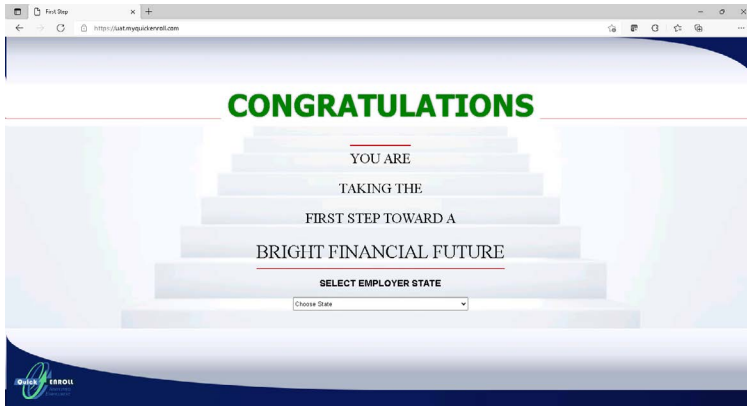 First Step
https://uat.myquickenroll.com
CONGRATULATIONS
YOU ARE
TAKING THE
FIRST STEP TOWARD A
BRIGHT FINANCIAL FUTURE
SELECT EMPLOYER STATE
Choose State
Quick ENROLL